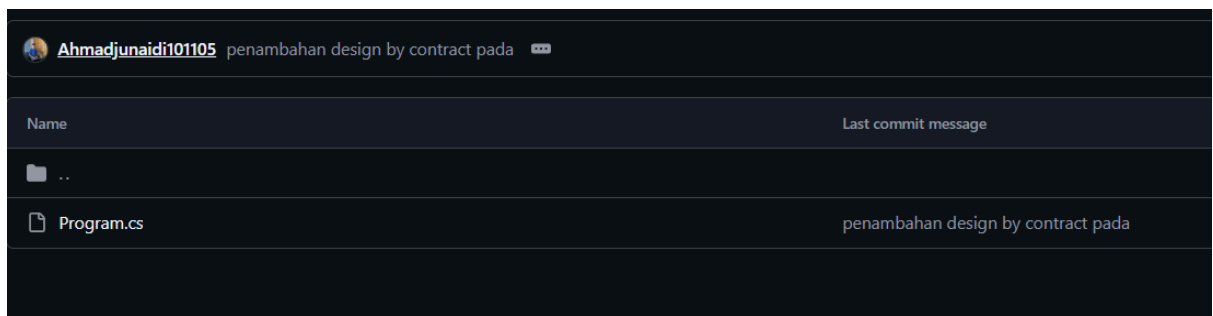 Ahmadjunaidi101105 penambahan design by contract pada
Name Last commit message
..
Program.cs penambahan design by contract pada